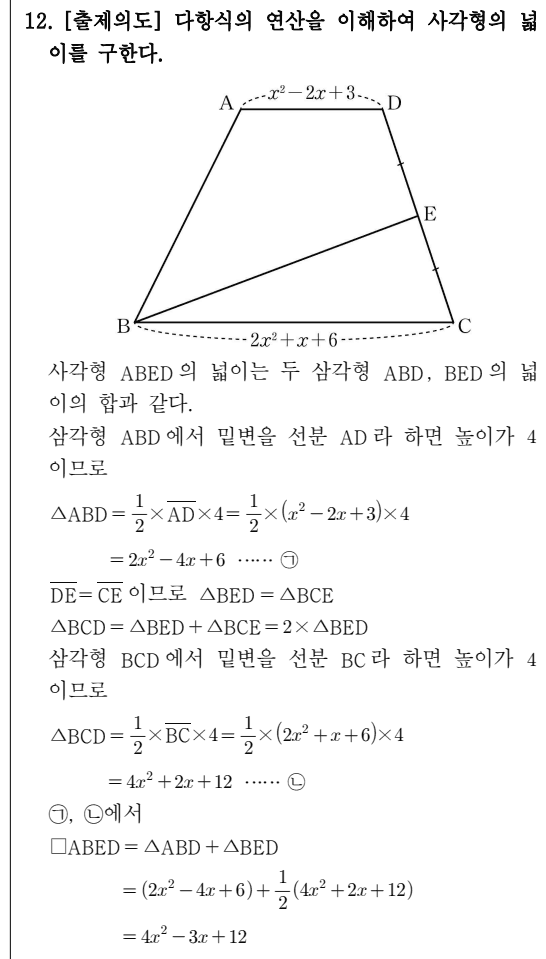 12. [출제의도] 다항식의 연산을 이해하여 사각형의 넓
이를 구한다.
x²-2x+3
A
D
E
B
C
2x²+x+6
사각형 ABED의 넓이는 두 삼각형 ABD, BED의 넓
이의 합과 같다.
삼각형 ABD에서 밑변을 선분 AD라 하면 높이가 4
이므로
△ABD = 1/2 × A̅D̅ × 4 = 1/2 × (x²-2x+3) × 4
= 2x²-4x+6 …… ㉠
D̅E̅ = C̅E̅ 이므로 △BED = △BCE
△BCD = △BED + △BCE = 2 × △BED
삼각형 BCD에서 밑변을 선분 BC라 하면 높이가 4
이므로
△BCD = 1/2 × B̅C̅ × 4 = 1/2 × (2x²+x+6) × 4
= 4x²+2x+12 …… ㉡
㉠, ㉡에서
□ABED = △ABD + △BED
= (2x²-4x+6) + 1/2(4x²+2x+12)
= 4x²-3x+12